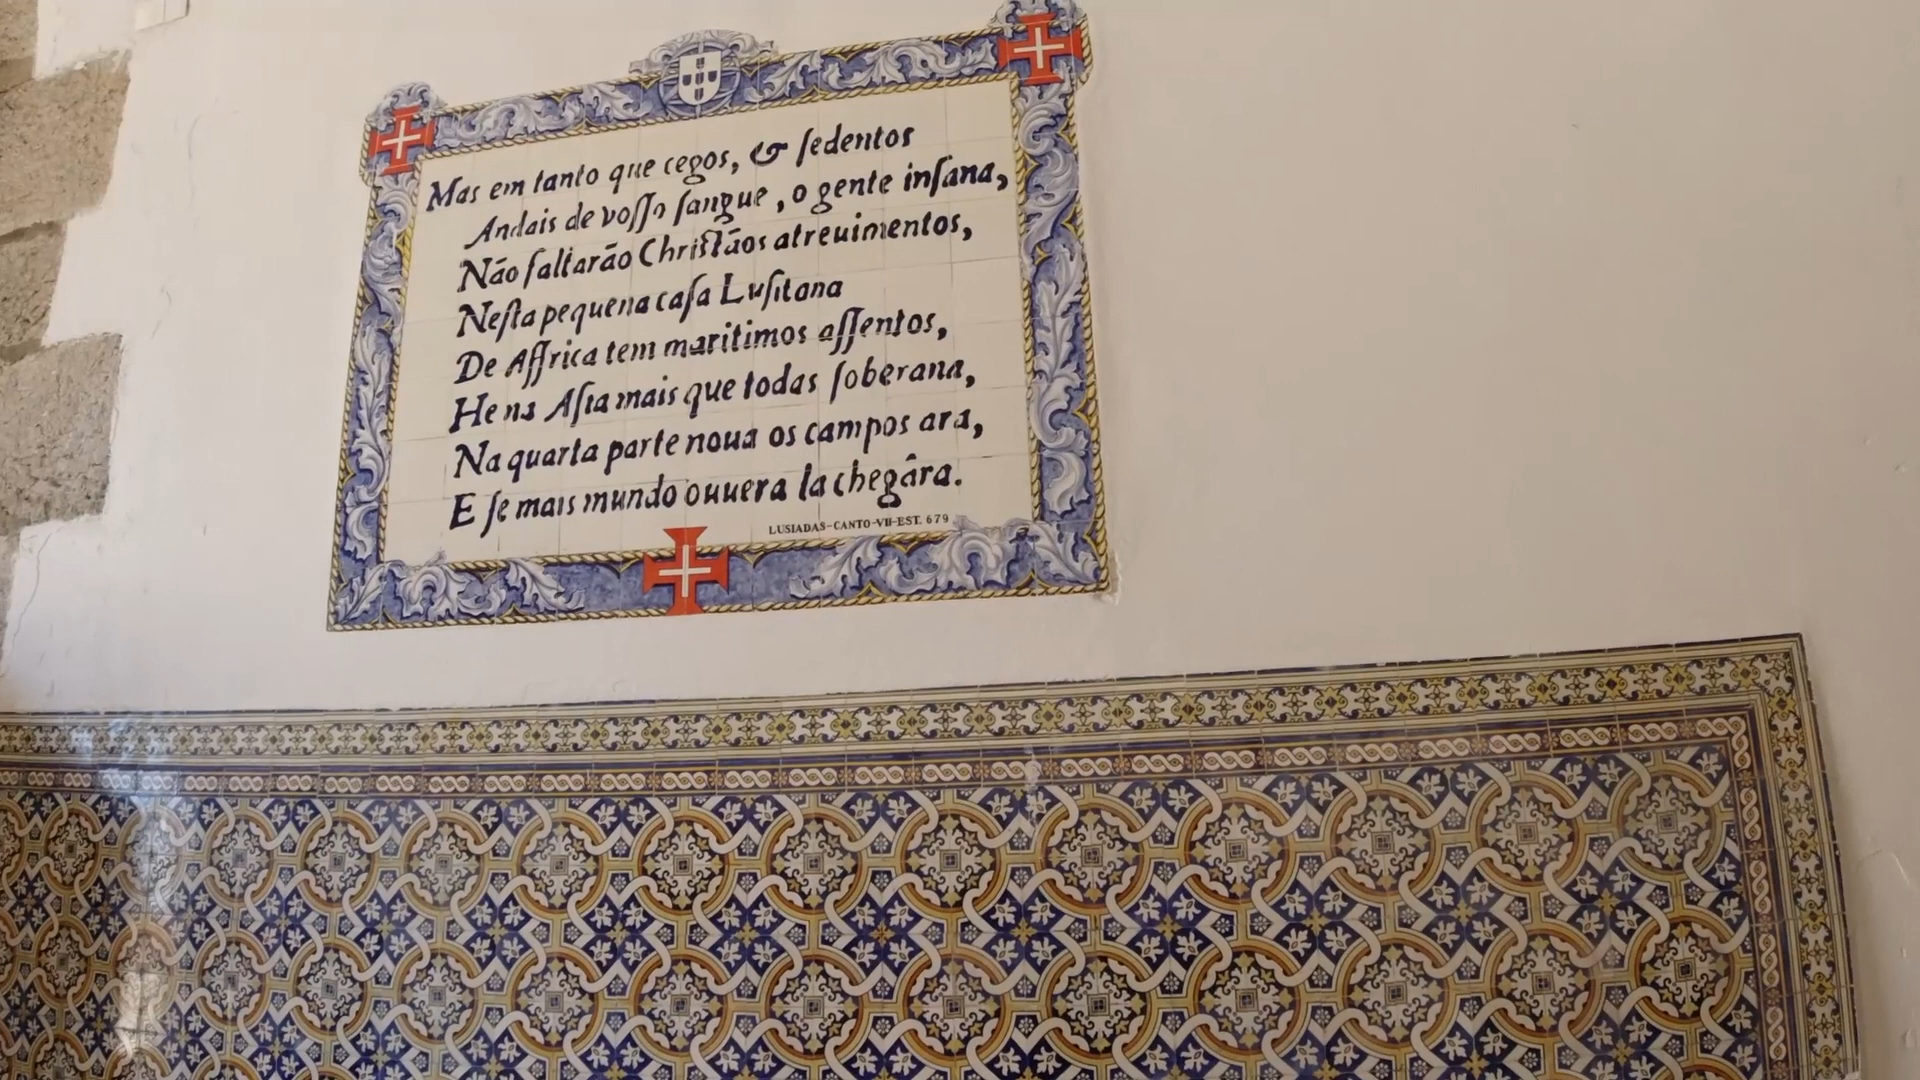 Mas em tanto que cegos, & ſedentos
Andais de voſſo ſangue, o gente inſana,
Não faltarão Chriſtãos atreuimentos,
Neſta pequena caſa Luſitana
De Affrica tem maritimos aſſentos,
He na Aſia mais que todas ſoberana,
Na quarta parte noua os campos ara,
E ſe mais mundo ouuera la chegâra.
LUSIADAS-CANTO-VII-EST. 679